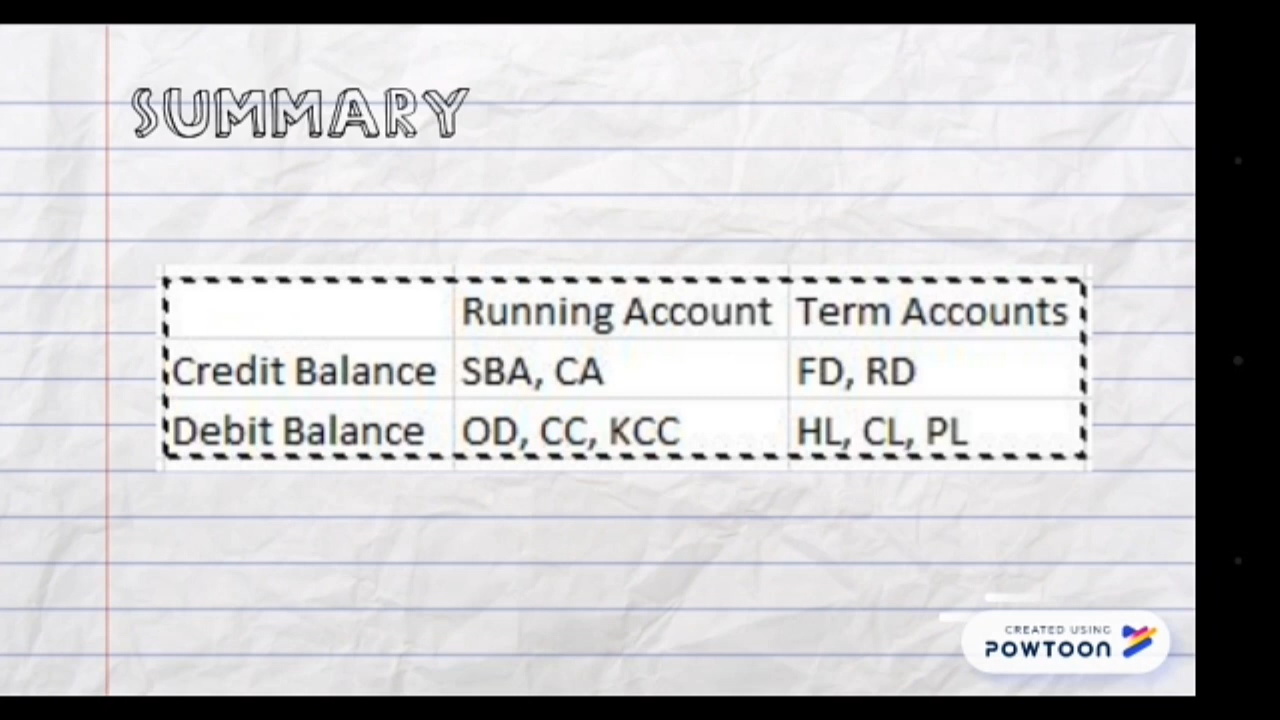 SUMMARY
Running Account Term Accounts
Credit Balance SBA, CA FD, RD
Debit Balance OD, CC, KCC HL, CL, PL
CREATED USING
POWTOON